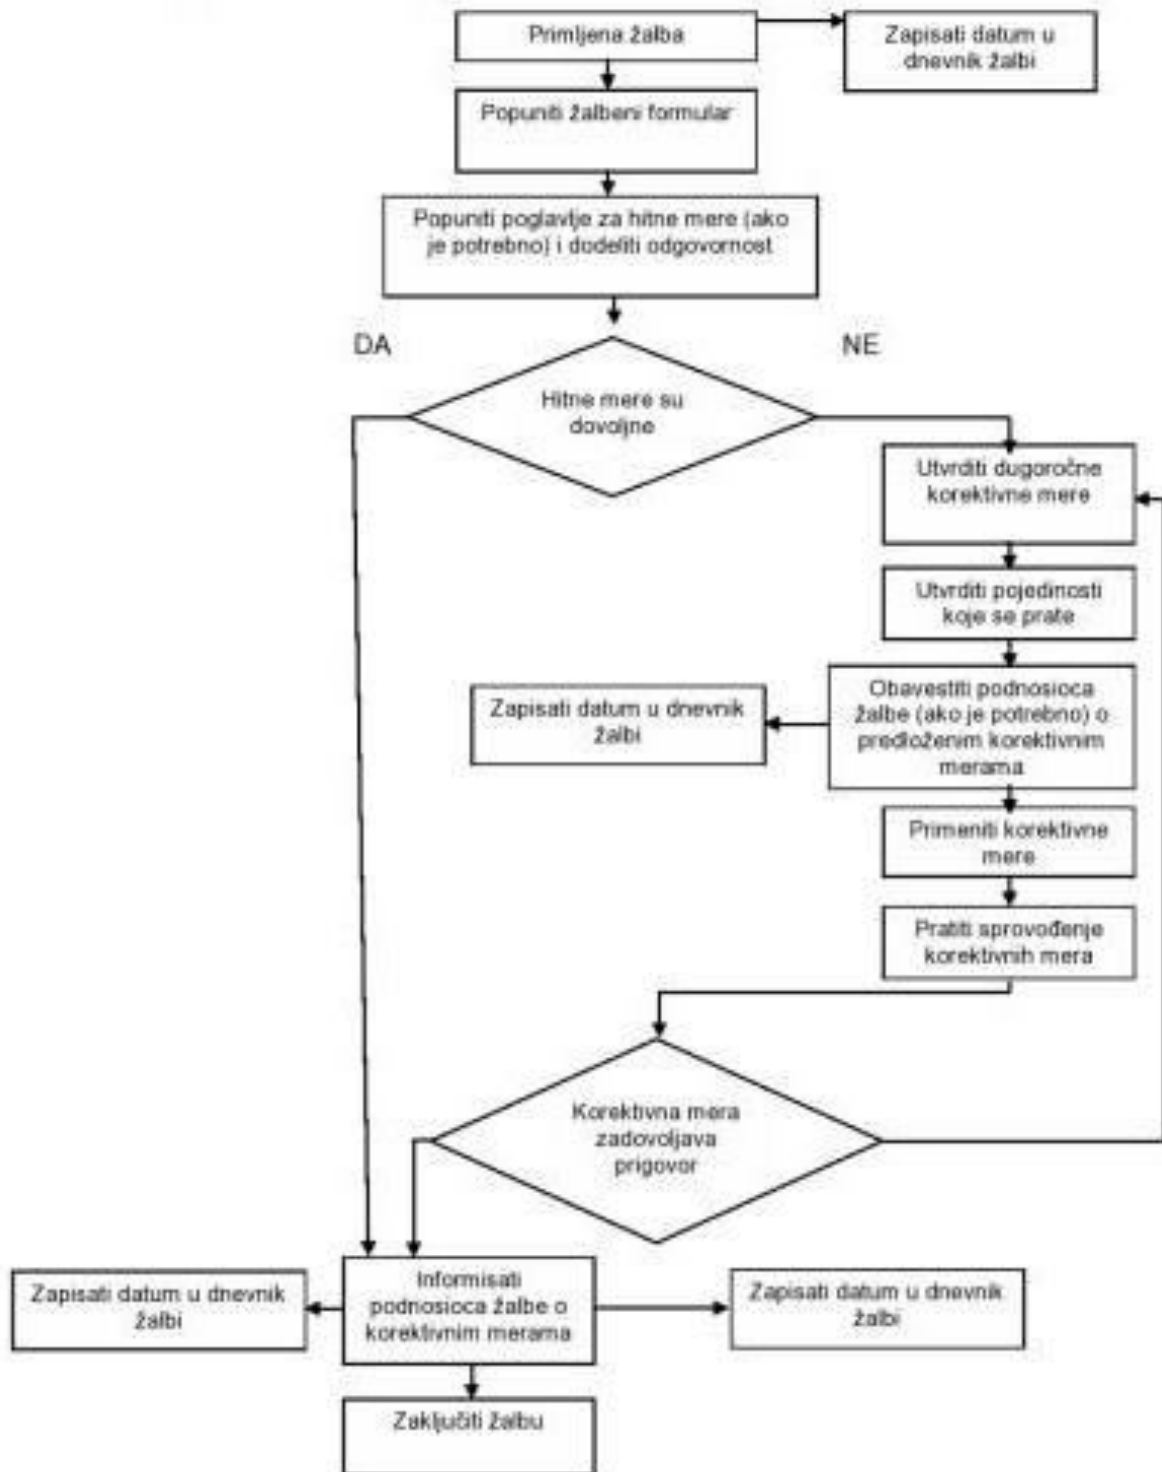 Primljena žalba
Zapisati datum u
dnevnik žalbi
Popuniti žalbeni formular
Popuniti poglavlje za hitne mere (ako
je potrebno) i dodeliti odgovornost
DA
NE
Hitne mere su
dovoljne
Utvrditi dugoročne
korektivne mere
Utvrditi pojedinosti
koje se prate
Obavestiti podnosioca
žalbe (ako je potrebno) o
predloženim korektivnim
merama
Zapisati datum u dnevnik
žalbi
Primeniti korektivne
mere
Pratiti sprovođenje
korektivnih mera
Korektivna mera
zadovoljava
prigovor
Zapisati datum u dnevnik
žalbi
Informisati
podnosioca žalbe o
korektivnim merama
Zapisati datum u dnevnik
žalbi
Zaključiti žalbu